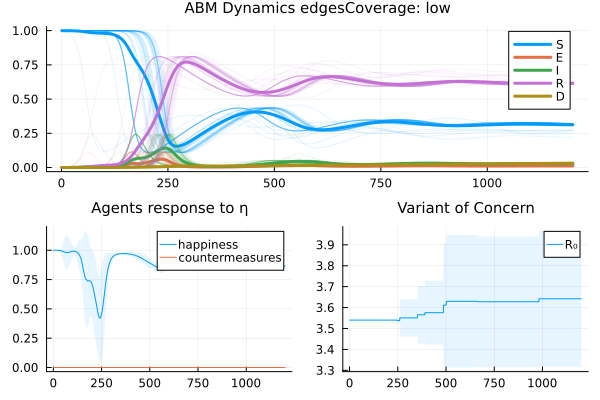 ABM Dynamics edgesCoverage: low
1.00
0.75
0.50
0.25
0.00
0
250
500
750
1000
S
E
I
R
D
Agents response to η
1.00
0.75
0.50
0.25
0.00
0
250
500
750
1000
happiness
countermeasures
Variant of Concern
3.9
3.8
3.7
3.6
3.5
3.4
3.3
0
250
500
750
1000
R₀